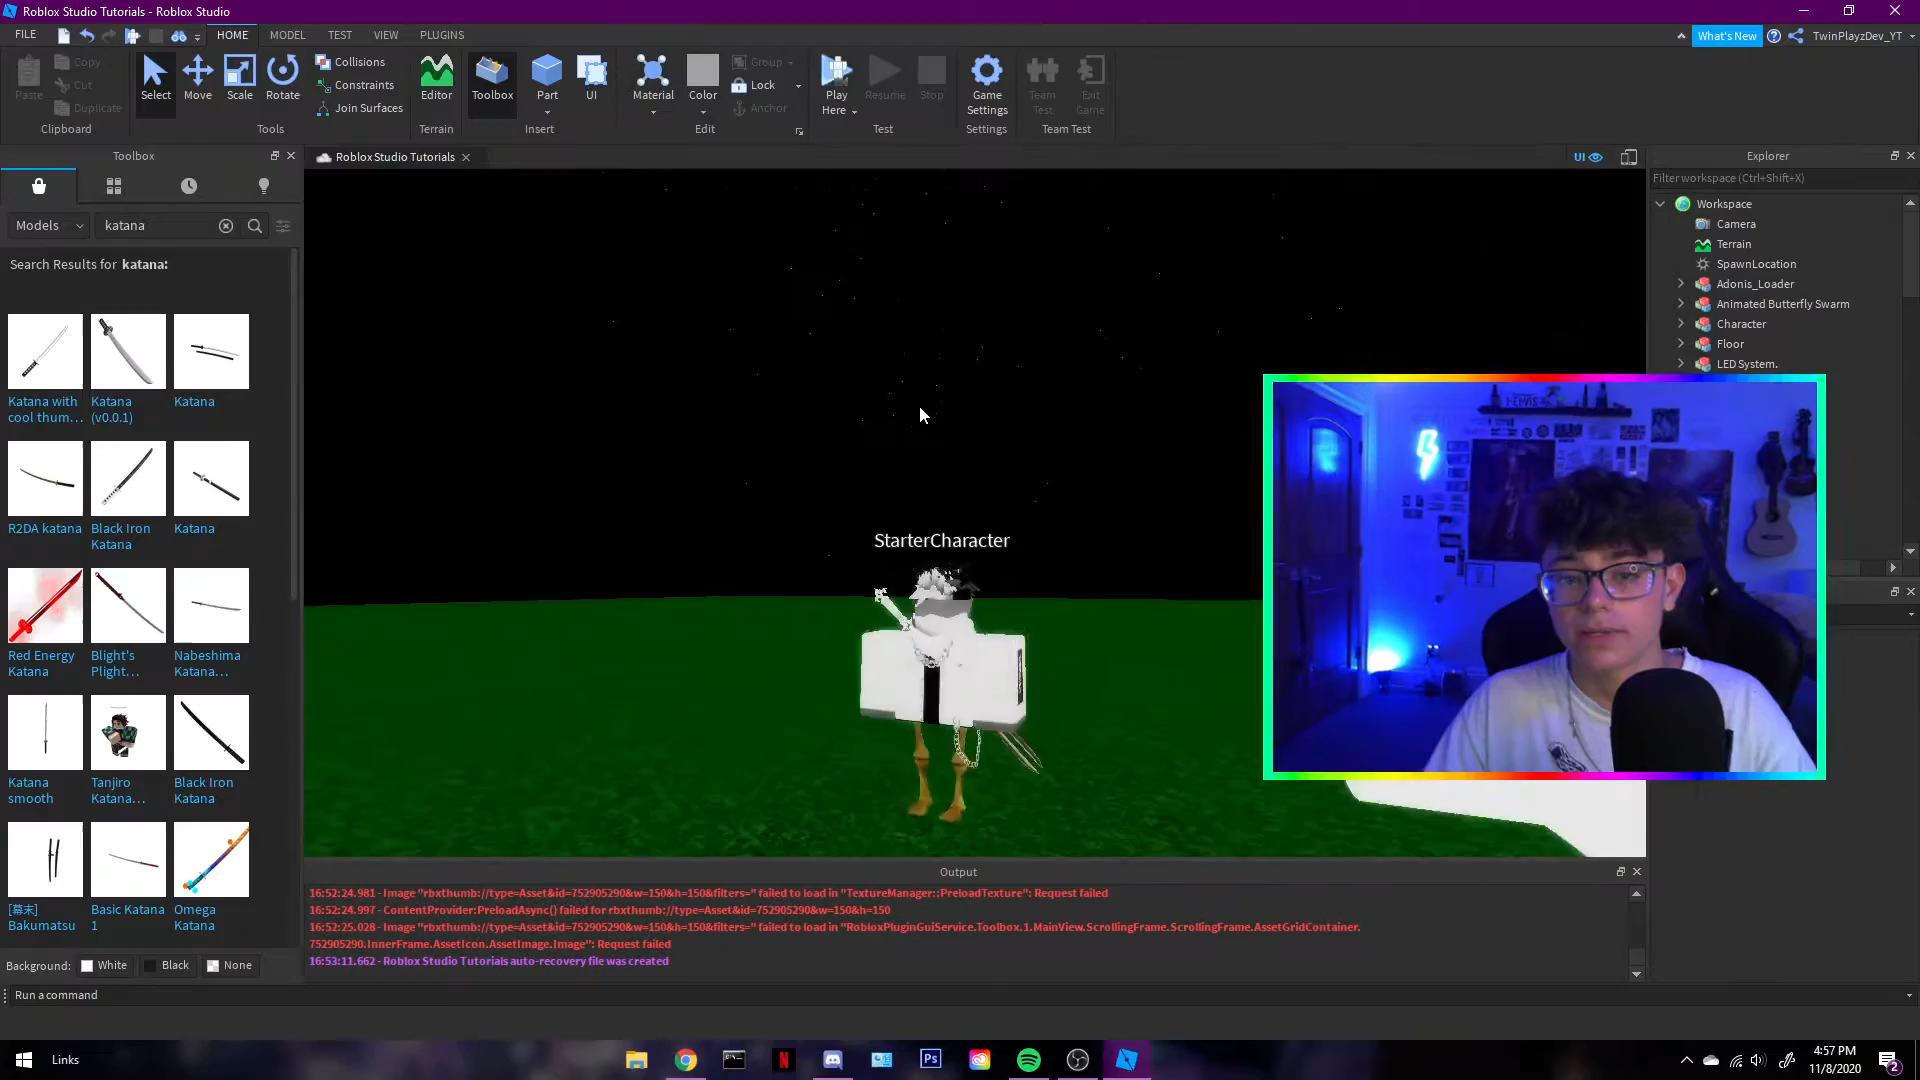 Roblox Studio Tutorials - Roblox Studio
FILE
HOME
MODEL
TEST
VIEW
PLUGINS
What's New
TwinPlayzDev_YT
Paste
Copy
Cut
Duplicate
Clipboard
Select
Move
Scale
Rotate
Collisions
Constraints
Join Surfaces
Tools
Editor
Terrain
Toolbox
Part
UI
Insert
Material
Color
Group
Lock
Anchor
Edit
Play
Here
Resume
Stop
Test
Game
Settings
Settings
Team
Test
Exit
Game
Team Test
Toolbox
Roblox Studio Tutorials
UI
Explorer
Filter workspace (Ctrl+Shift+X)
Models
katana
Search Results for katana:
Katana with
cool thum...
Katana
(v0.0.1)
Katana
R2DA katana
Black Iron
Katana
Katana
Red Energy
Katana
Blight's
Plight...
Nabeshima
Katana...
Katana
smooth
Tanjiro
Katana...
Black Iron
Katana
[幕末]
Bakumatsu
Basic Katana
1
Omega
Katana
Background:
White
Black
None
Workspace
Camera
Terrain
SpawnLocation
Adonis_Loader
Animated Butterfly Swarm
Character
Floor
LED System.
StarterCharacter
Output
16:52:24.981 - Image "rbxthumb://type=Asset&id=752905290&w=150&h=150&filters=" failed to load in "TextureManager::PreloadTexture": Request failed
16:52:24.997 - ContentProvider:PreloadAsync() failed for rbxthumb://type=Asset&id=752905290&w=150&h=150
16:52:25.028 - Image "rbxthumb://type=Asset&id=752905290&w=150&h=150&filters=" failed to load in "RobloxPluginGuiService.Toolbox.1.MainView.ScrollingFrame.ScrollingFrame.AssetGridContainer.
752905290.InnerFrame.AssetIcon.AssetImage.Image": Request failed
16:53:11.662 - Roblox Studio Tutorials auto-recovery file was created
Run a command
Links
Ps
4:57 PM
11/8/2020
2